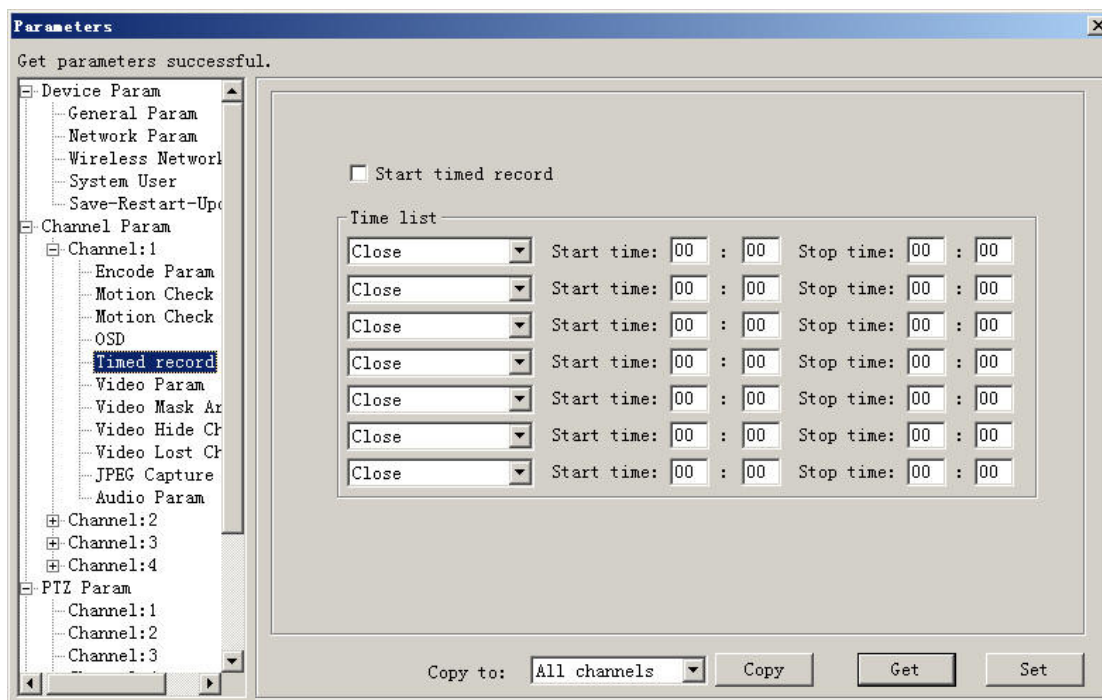 Parameters
Get parameters successful.
Device Param
General Param
Network Param
Wireless Network
System User
Save-Restart-Up
Channel Param
Channel:1
Encode Param
Motion Check
Motion Check
OSD
Timed record
Video Param
Video Mask Ar
Video Hide Ch
Video Lost Ch
JPEG Capture
Audio Param
Channel:2
Channel:3
Channel:4
PTZ Param
Channel:1
Channel:2
Channel:3
Start timed record
Time list
Close Start time: 00 : 00 Stop time: 00 : 00
Close Start time: 00 : 00 Stop time: 00 : 00
Close Start time: 00 : 00 Stop time: 00 : 00
Close Start time: 00 : 00 Stop time: 00 : 00
Close Start time: 00 : 00 Stop time: 00 : 00
Close Start time: 00 : 00 Stop time: 00 : 00
Close Start time: 00 : 00 Stop time: 00 : 00
Copy to: All channels Copy Get Set